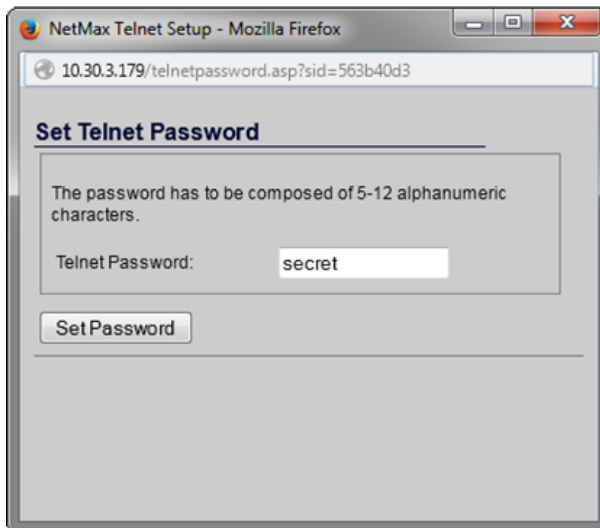 NetMax Telnet Setup - Mozilla Firefox
10.30.3.179/telnetpassword.asp?sid=563b40d3
Set Telnet Password
The password has to be composed of 5-12 alphanumeric
characters.
Telnet Password: secret
Set Password